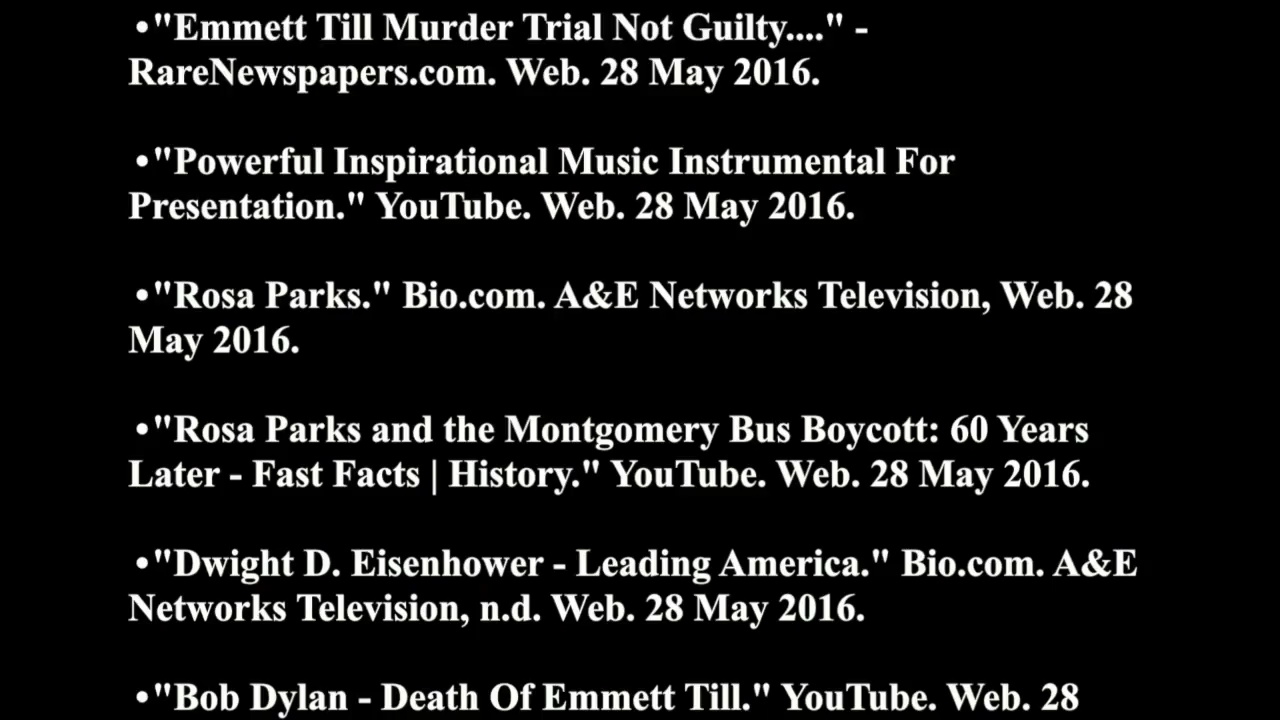 •"Emmett Till Murder Trial Not Guilty...." -
RareNewspapers.com. Web. 28 May 2016.
•"Powerful Inspirational Music Instrumental For
Presentation." YouTube. Web. 28 May 2016.
•"Rosa Parks." Bio.com. A&E Networks Television, Web. 28
May 2016.
•"Rosa Parks and the Montgomery Bus Boycott: 60 Years
Later - Fast Facts | History." YouTube. Web. 28 May 2016.
•"Dwight D. Eisenhower - Leading America." Bio.com. A&E
Networks Television, n.d. Web. 28 May 2016.
•"Bob Dylan - Death Of Emmett Till." YouTube. Web. 28